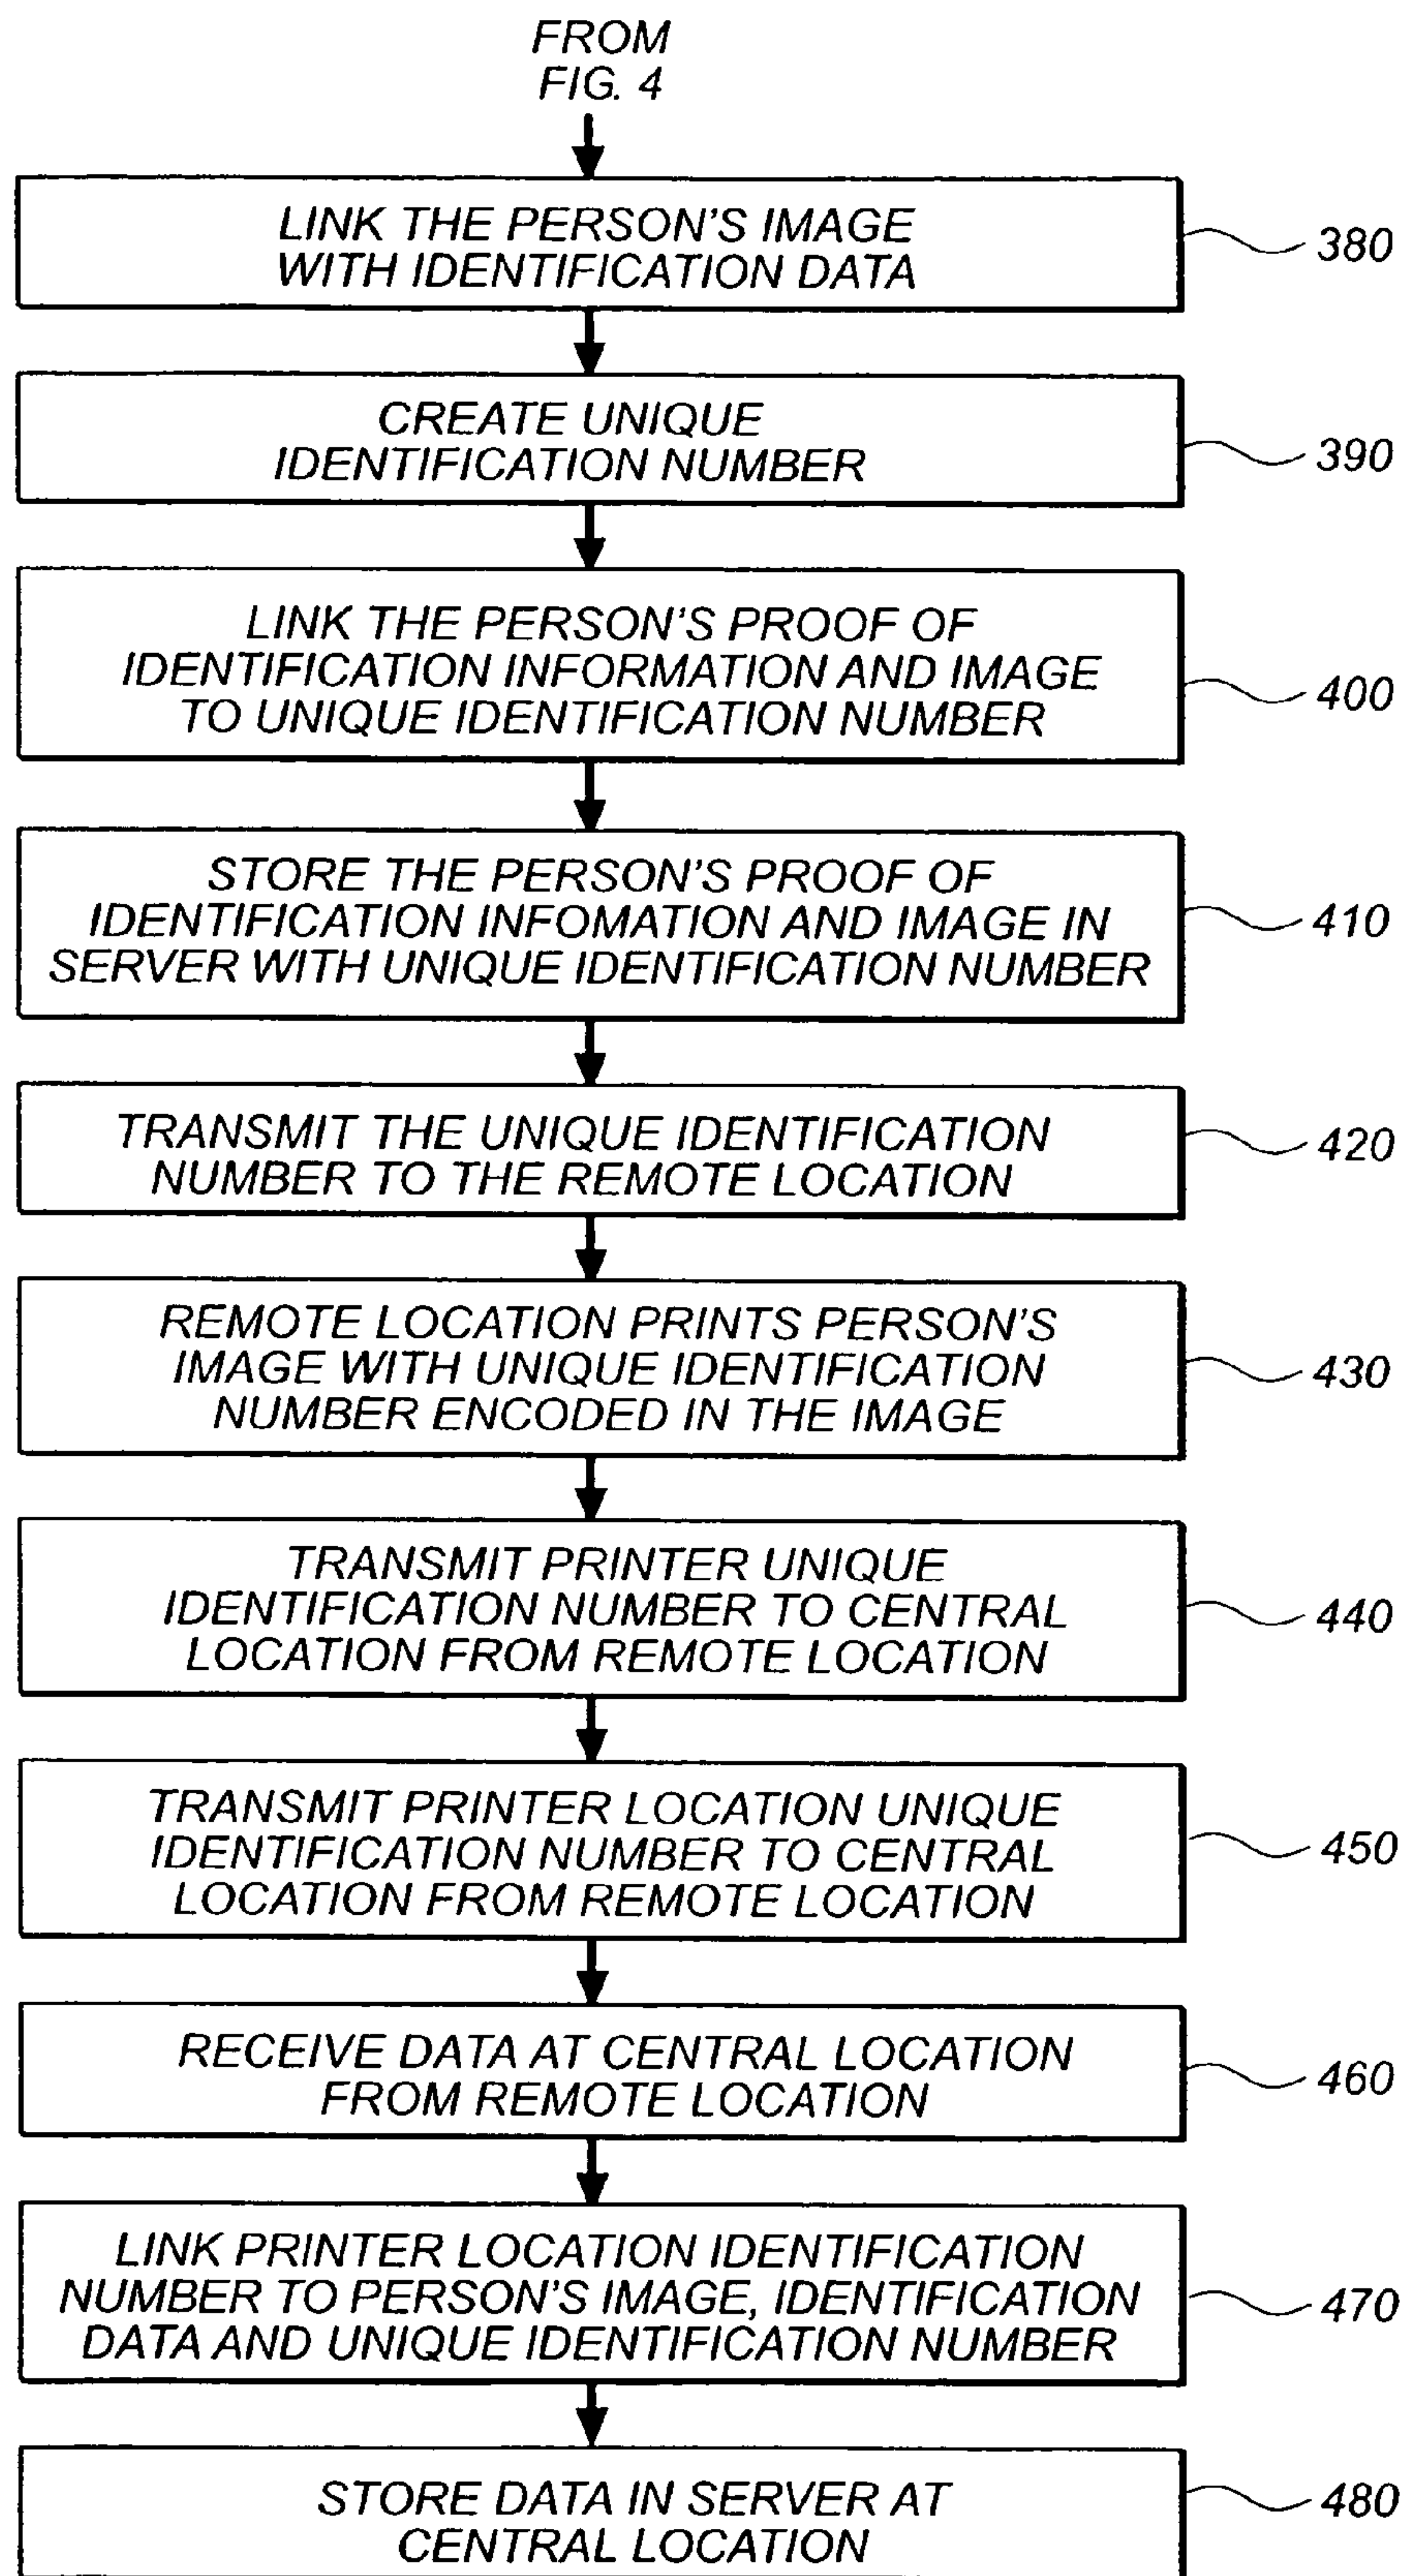 FROM
FIG. 4
LINK THE PERSON'S IMAGE
WITH IDENTIFICATION DATA
380
CREATE UNIQUE
IDENTIFICATION NUMBER
390
LINK THE PERSON'S PROOF OF
IDENTIFICATION INFORMATION AND IMAGE
TO UNIQUE IDENTIFICATION NUMBER
400
STORE THE PERSON'S PROOF OF
IDENTIFICATION INFOMATION AND IMAGE IN
SERVER WITH UNIQUE IDENTIFICATION NUMBER
410
TRANSMIT THE UNIQUE IDENTIFICATION
NUMBER TO THE REMOTE LOCATION
420
REMOTE LOCATION PRINTS PERSON'S
IMAGE WITH UNIQUE IDENTIFICATION
NUMBER ENCODED IN THE IMAGE
430
TRANSMIT PRINTER UNIQUE
IDENTIFICATION NUMBER TO CENTRAL
LOCATION FROM REMOTE LOCATION
440
TRANSMIT PRINTER LOCATION UNIQUE
IDENTIFICATION NUMBER TO CENTRAL
LOCATION FROM REMOTE LOCATION
450
RECEIVE DATA AT CENTRAL LOCATION
FROM REMOTE LOCATION
460
LINK PRINTER LOCATION IDENTIFICATION
NUMBER TO PERSON'S IMAGE, IDENTIFICATION
DATA AND UNIQUE IDENTIFICATION NUMBER
470
STORE DATA IN SERVER AT
CENTRAL LOCATION
480